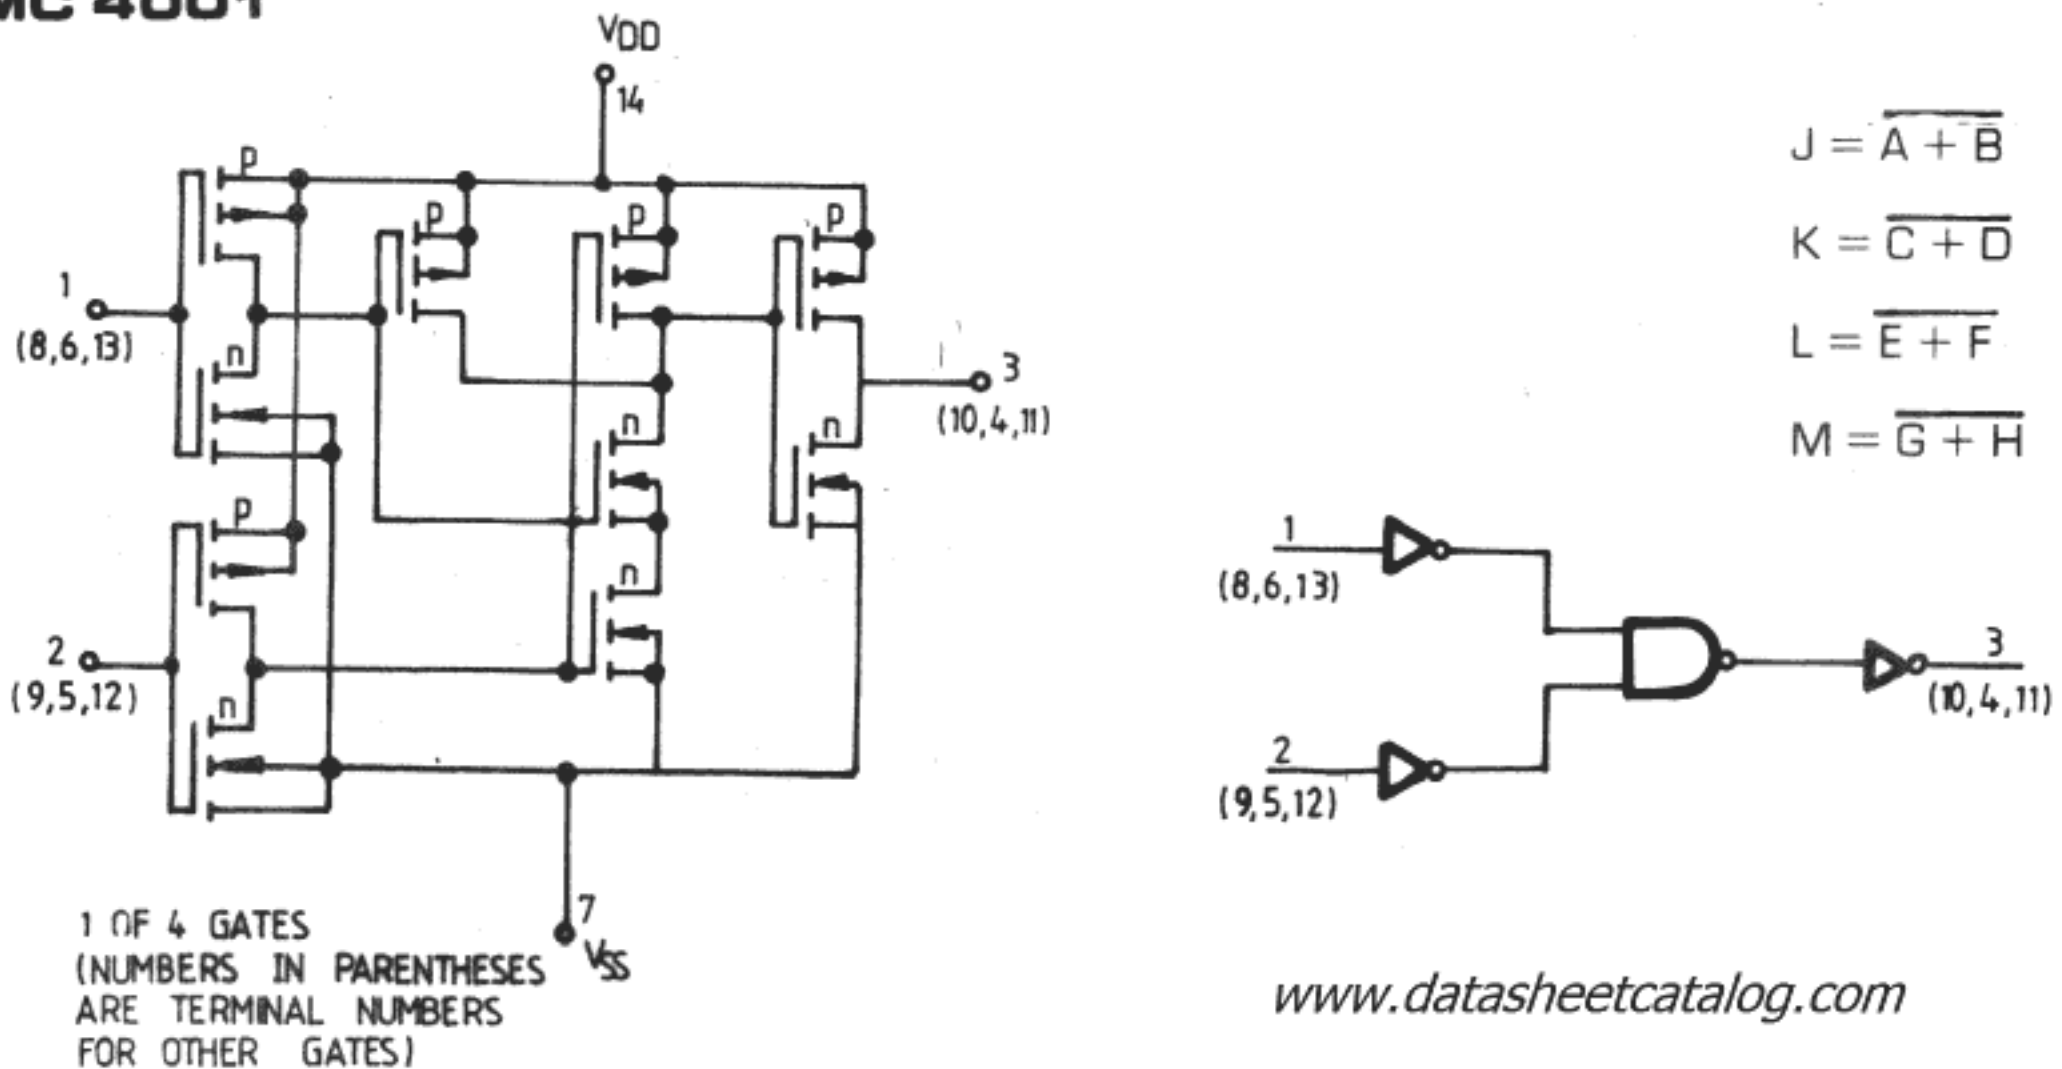 MC 4001
VDD
14
p
p
p
p
1
(8,6,13)
n
n
n
n
n
p
3
(10,4,11)
2
(9,5,12)
7
VSS
1 OF 4 GATES
(NUMBERS IN PARENTHESES
ARE TERMINAL NUMBERS
FOR OTHER GATES)
J = A + B
K = C + D
L = E + F
M = G + H
1
(8,6,13)
2
(9,5,12)
3
(10,4,11)
www.datasheetcatalog.com